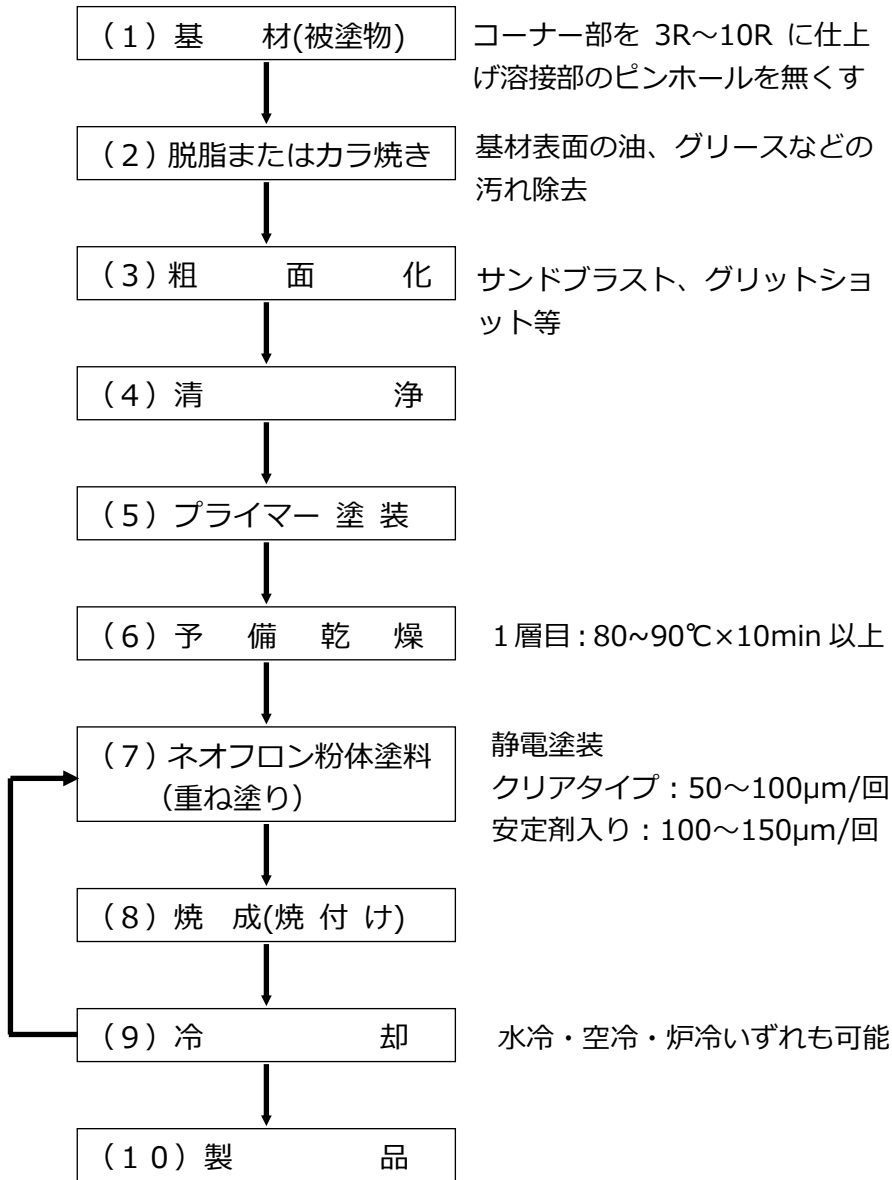 (1)基 材(被塗物)
コーナー部を 3R～10R に仕上
げ溶接部のピンホールを無くす
(2)脱脂またはカラ焼き
基材表面の油、グリースなどの
汚れ除去
(3)粗 面 化
サンドブラスト、グリットショ
ット等
(4)清 浄
(5)プライマー 塗 装
(6)予 備 乾 燥
1層目：80~90℃×10min 以上
(7)ネオフロン粉体塗料
（重ね塗り）
静電塗装
クリアタイプ：50～100μm/回
安定剤入り：100～150μm/回
(8)焼 成(焼 付 け)
(9)冷 却
水冷・空冷・炉冷いずれも可能
(10)製 品